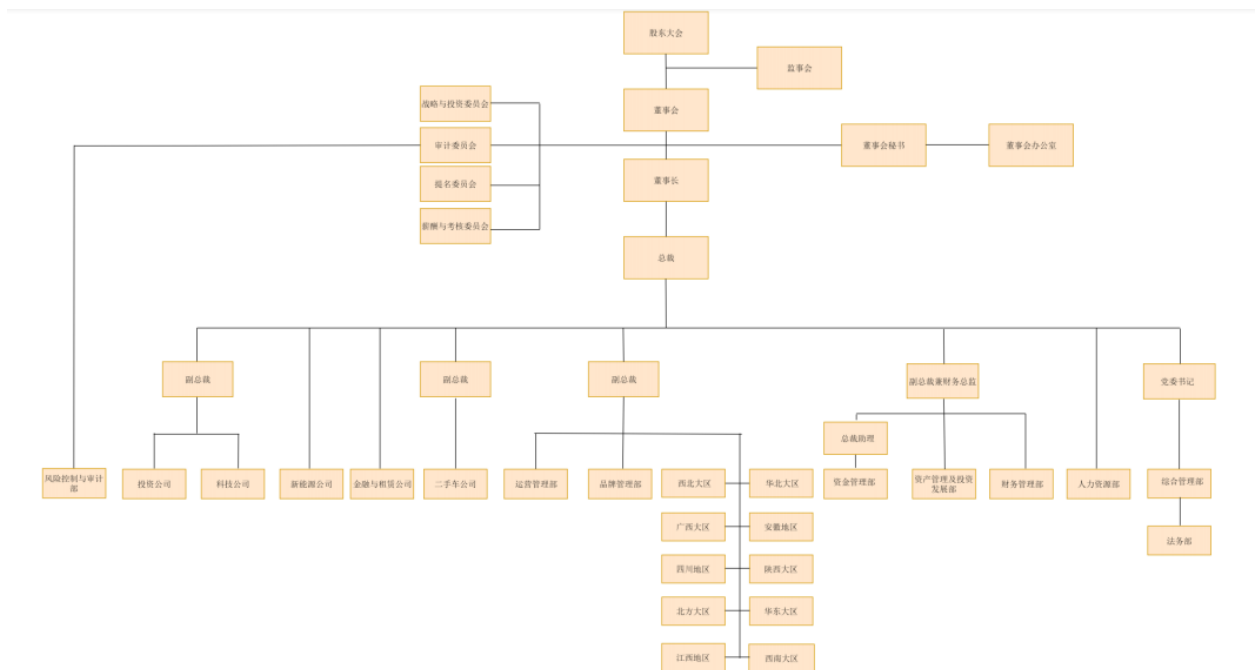 股东大会
监事会
战略与投资委员会
董事会
审计委员会
董事会秘书
董事会办公室
提名委员会
董事长
薪酬与考核委员会
总裁
副总裁
副总裁
副总裁
副总裁兼财务总监
党委书记
总裁助理
风险控制与审计
部
投资公司
科技公司
新能源公司
金融与租赁公司
二手车公司
运营管理部
品牌管理部
西北大区
华北大区
资金管理部
资产管理及投资
发展部
财务管理部
人力资源部
综合管理部
广西大区
安徽地区
法务部
四川地区
陕西大区
北方大区
华东大区
江西地区
西南大区